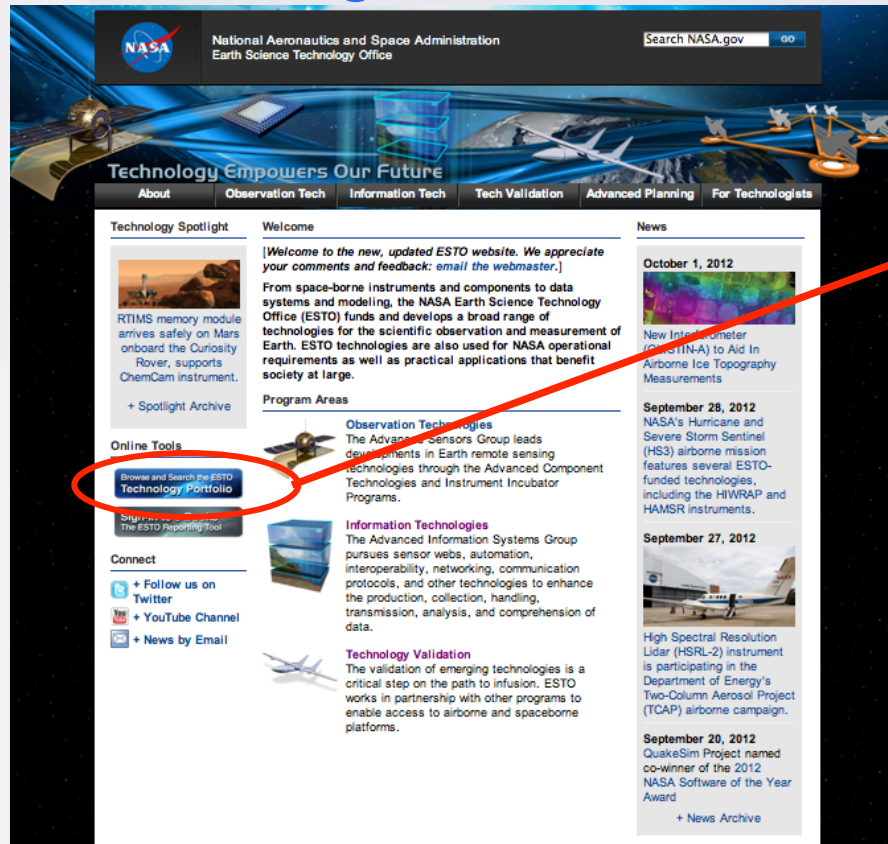 NASA
National Aeronautics and Space Administration
Earth Science Technology Office
Search NASA.gov
GO
Technology Empowers Our Future
About
Observation Tech
Information Tech
Tech Validation
Advanced Planning
For Technologists
Technology Spotlight
RTIMS memory module
arrives safely on Mars
onboard the Curiosity
Rover, supports
ChemCam instrument.
+ Spotlight Archive
Online Tools
Browse and Search the ESTO
Technology Portfolio
The ESTO Reporting Tool
Connect
+ Follow us on
Twitter
You
+ YouTube Channel
+ News by Email
Welcome
[Welcome to the new, updated ESTO website. We appreciate
your comments and feedback: email the webmaster.]
From space-borne instruments and components to data
systems and modeling, the NASA Earth Science Technology
Office (ESTO) funds and develops a broad range of
technologies for the scientific observation and measurement of
Earth. ESTO technologies are also used for NASA operational
requirements as well as practical applications that benefit
society at large.
Program Areas
Observation Technologies
The Advanced Sensors Group leads
developments in Earth remote sensing
technologies through the Advanced Component
Technologies and Instrument Incubator
Programs.
Information Technologies
The Advanced Information Systems Group
pursues sensor webs, automation,
interoperability, networking, communication
protocols, and other technologies to enhance
the production, collection, handling,
transmission, analysis, and comprehension of
data.
Technology Validation
The validation of emerging technologies is a
critical step on the path to infusion. ESTO
works in partnership with other programs to
enable access to airborne and spaceborne
platforms.
News
October 1, 2012
New Interferometer
to Aid In
Airborne Ice Topography
Measurements
September 28, 2012
NASA's Hurricane and
Severe Storm Sentinel
(HS3) airborne mission
features several ESTO-
funded technologies,
including the HIWRAP and
HAMSR instruments.
September 27, 2012
High Spectral Resolution
Lidar (HSRL-2) instrument
is participating in the
Department of Energy's
Two-Column Aerosol Project
(TCAP) airborne campaign.
September 20, 2012
QuakeSim Project named
co-winner of the 2012
NASA Software of the Year
Award
+ News Archive